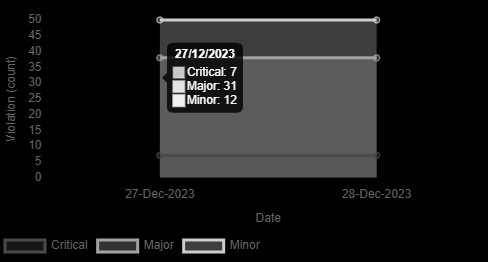 Violation (count)
50
45
40
35
30
25
20
15
10
5
0
27/12/2023
Critical: 7
Major: 31
Minor: 12
27-Dec-2023 28-Dec-2023
Date
Critical Major Minor